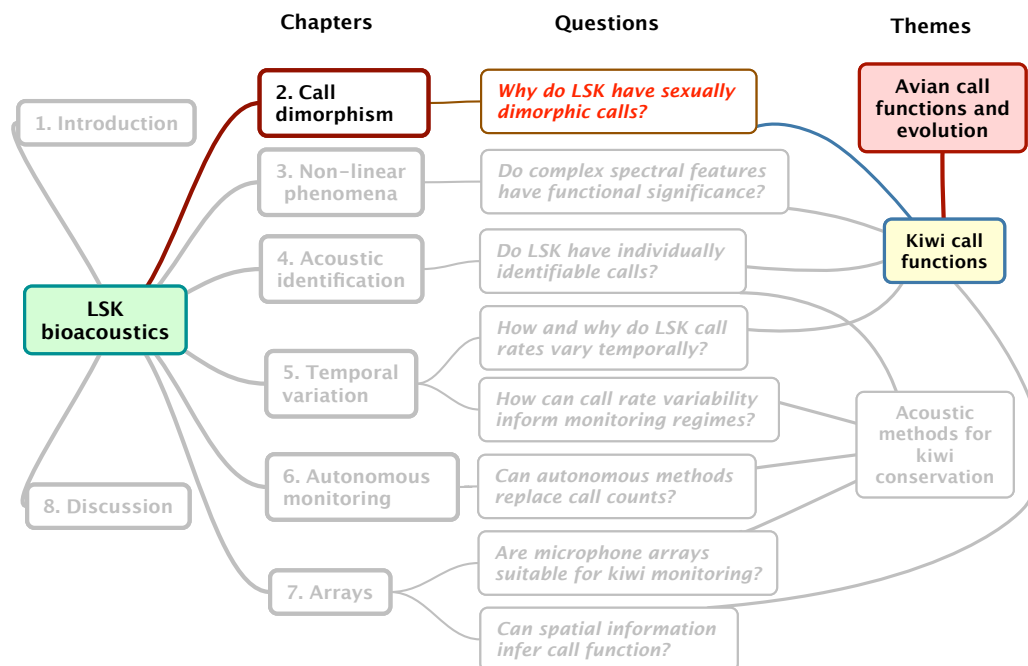 Chapters
Questions
Themes
1. Introduction
LSK
bioacoustics
8. Discussion
2. Call
dimorphism
3. Non-linear
phenomena
4. Acoustic
identification
5. Temporal
variation
6. Autonomous
monitoring
7. Arrays
Why do LSK have sexually
dimorphic calls?
Do complex spectral features
have functional significance?
Do LSK have individually
identifiable calls?
How and why do LSK call
rates vary temporally?
How can call rate variability
inform monitoring regimes?
Can autonomous methods
replace call counts?
Are microphone arrays
suitable for kiwi monitoring?
Can spatial information
infer call function?
Avian call
functions and
evolution
Kiwi call
functions
Acoustic
methods for
kiwi
conservation